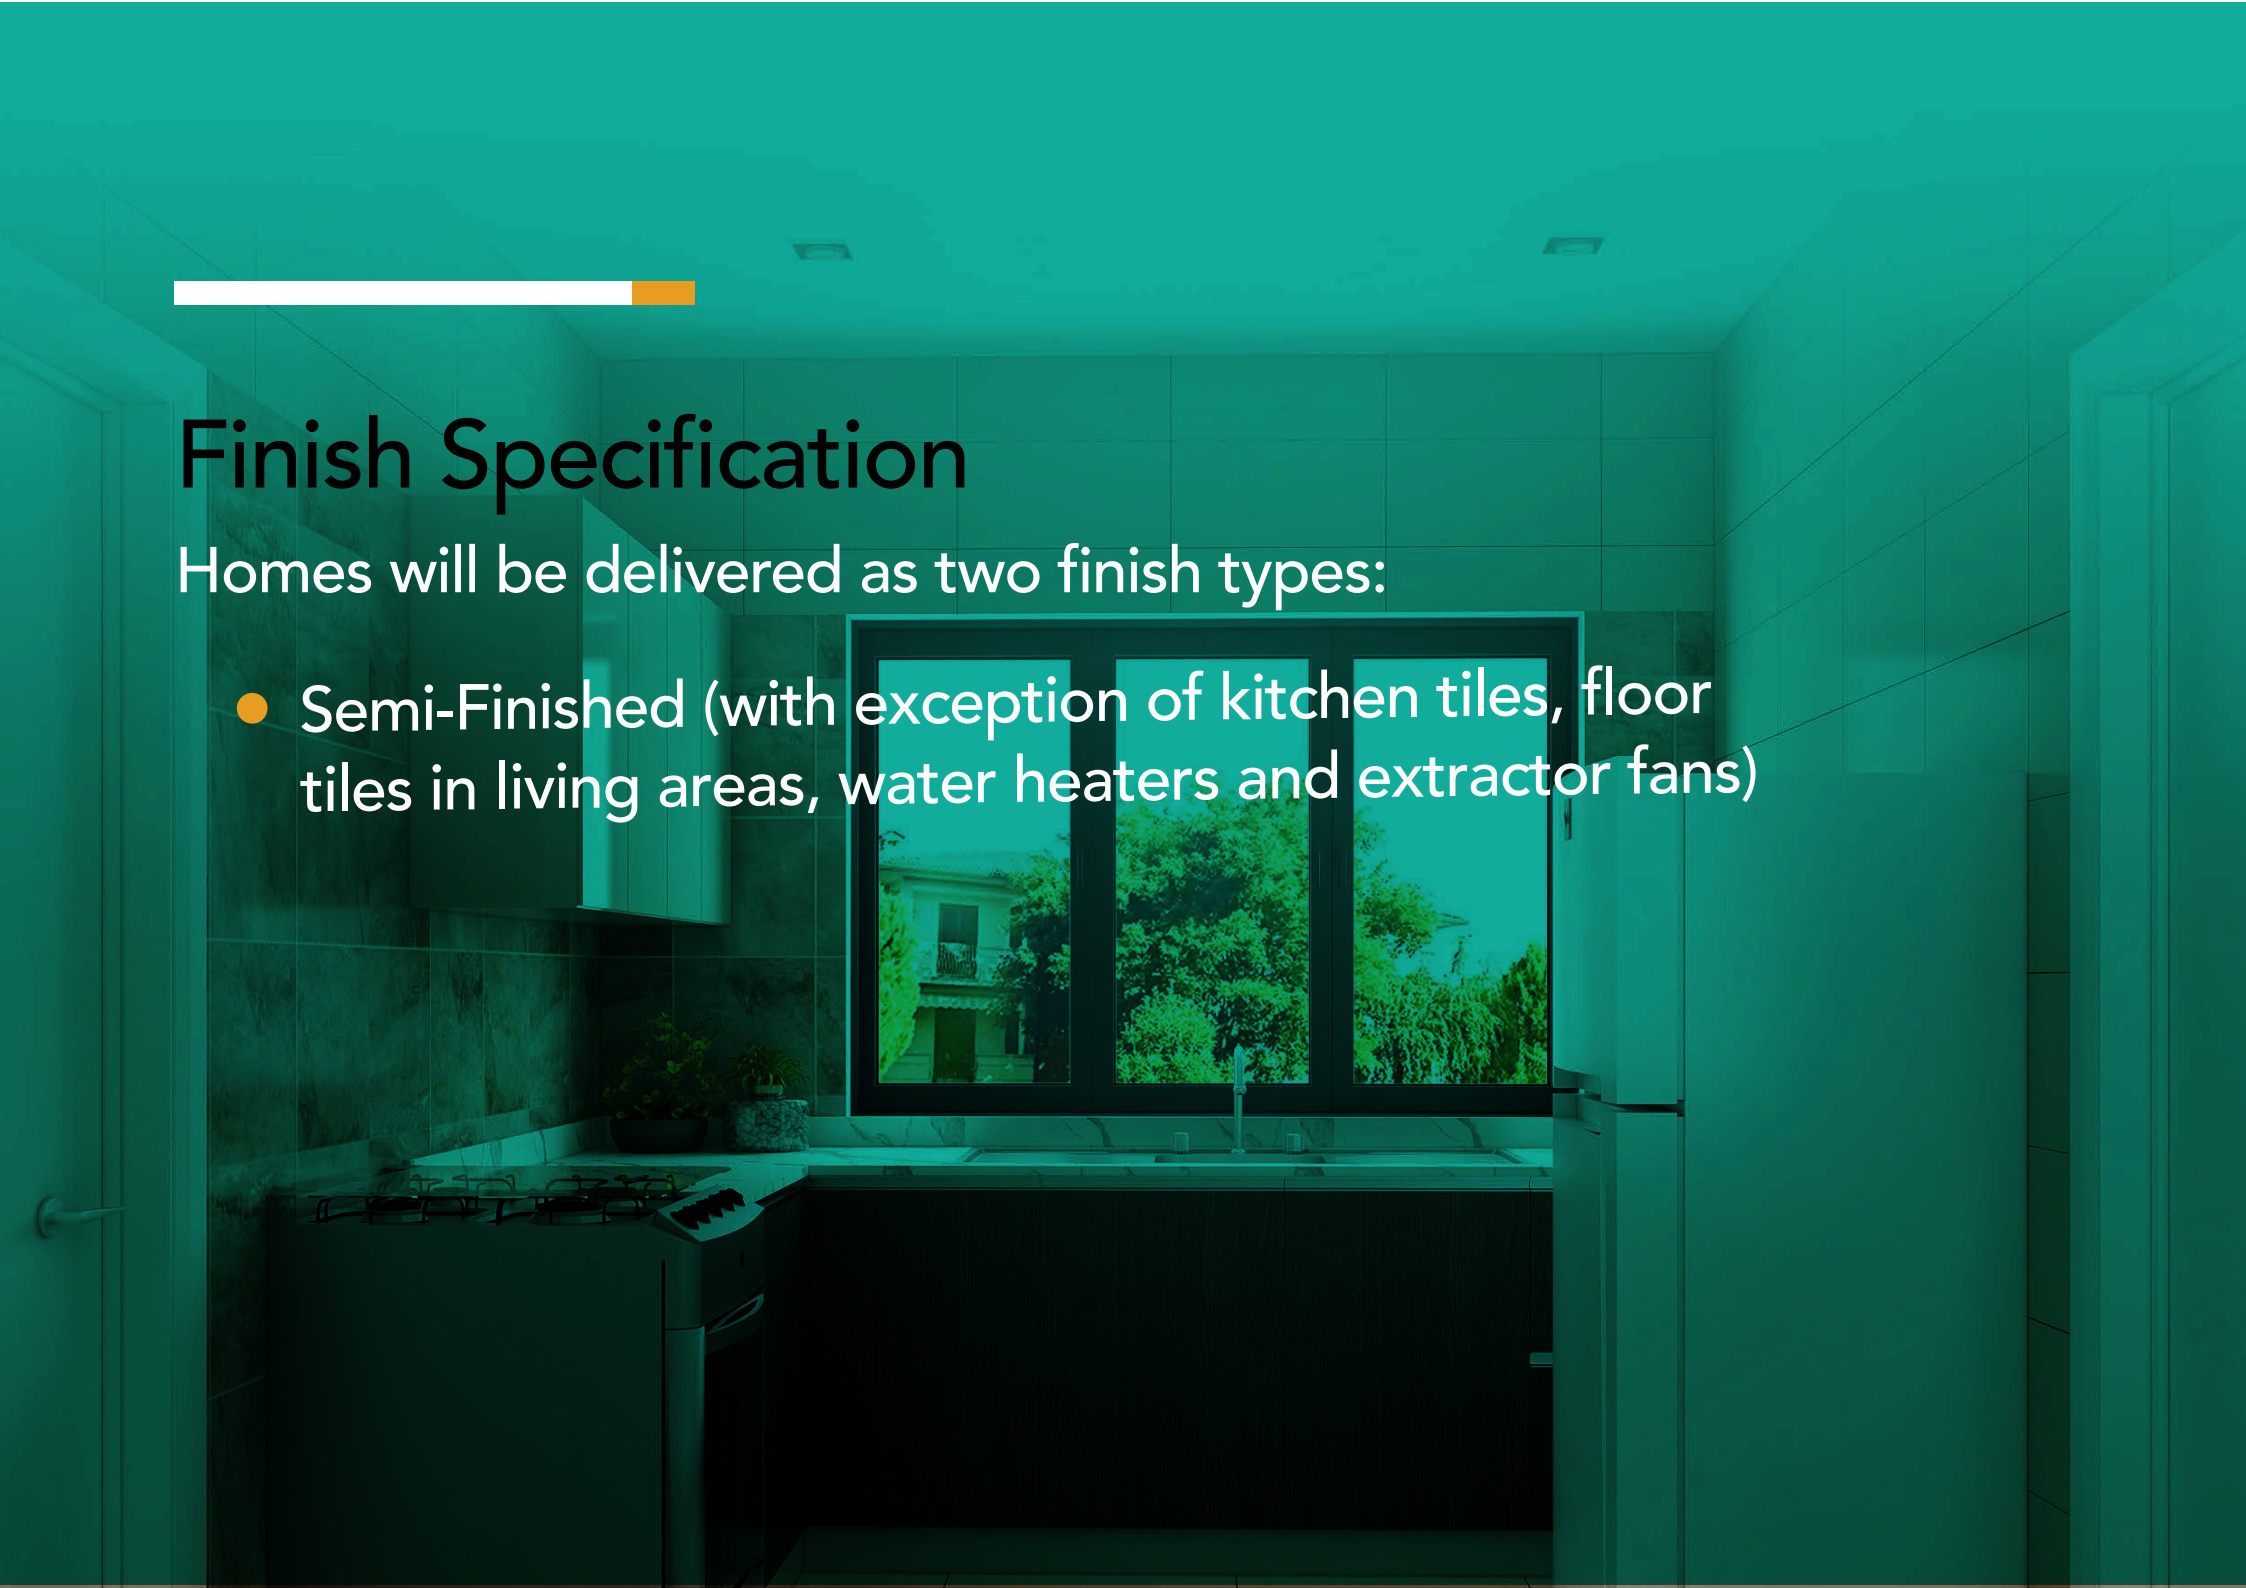 Finish Specification
Homes will be delivered as two finish types:
Semi-Finished (with exception of kitchen tiles, floor
tiles in living areas, water heaters and extractor fans)